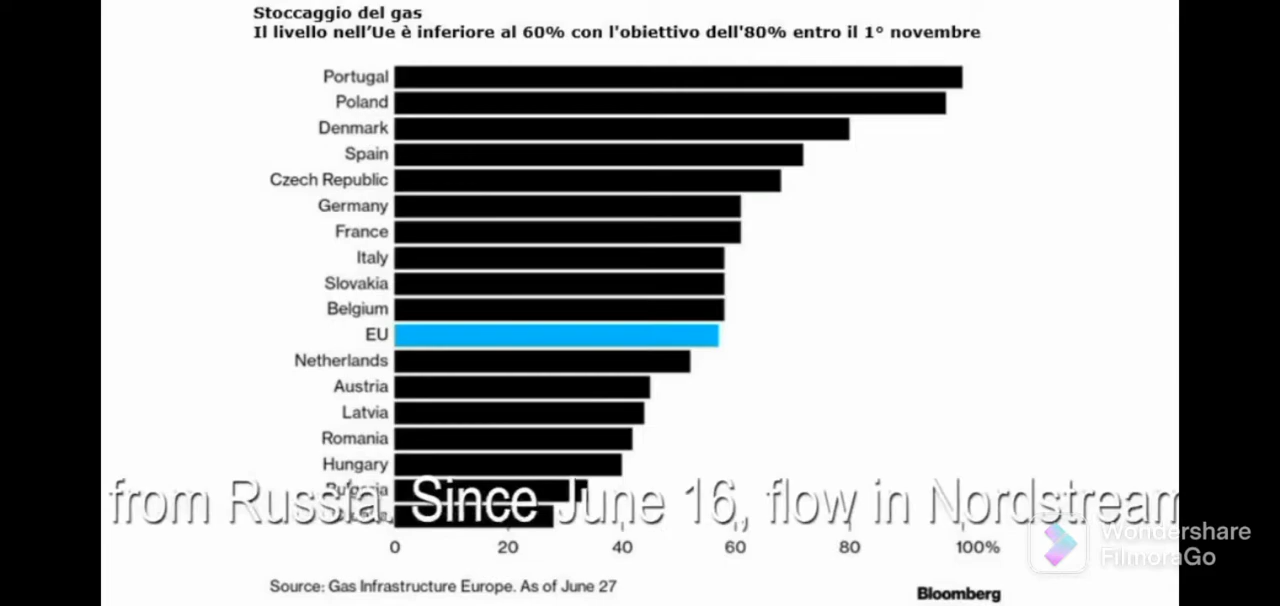 Stoccaggio del gas
Il livello nell'Ue è inferiore al 60% con l'obiettivo dell'80% entro il 1° novembre
Portugal
Poland
Denmark
Spain
Czech Republic
Germany
France
Italy
Slovakia
Belgium
EU
Netherlands
Austria
Latvia
Romania
Hungary
Bulgaria
from Russia. Since June 16, flow in Nordstream
0 20 40 60 80 100%
Wondershare
FilmoraGo
Source: Gas Infrastructure Europe. As of June 27
Bloomberg